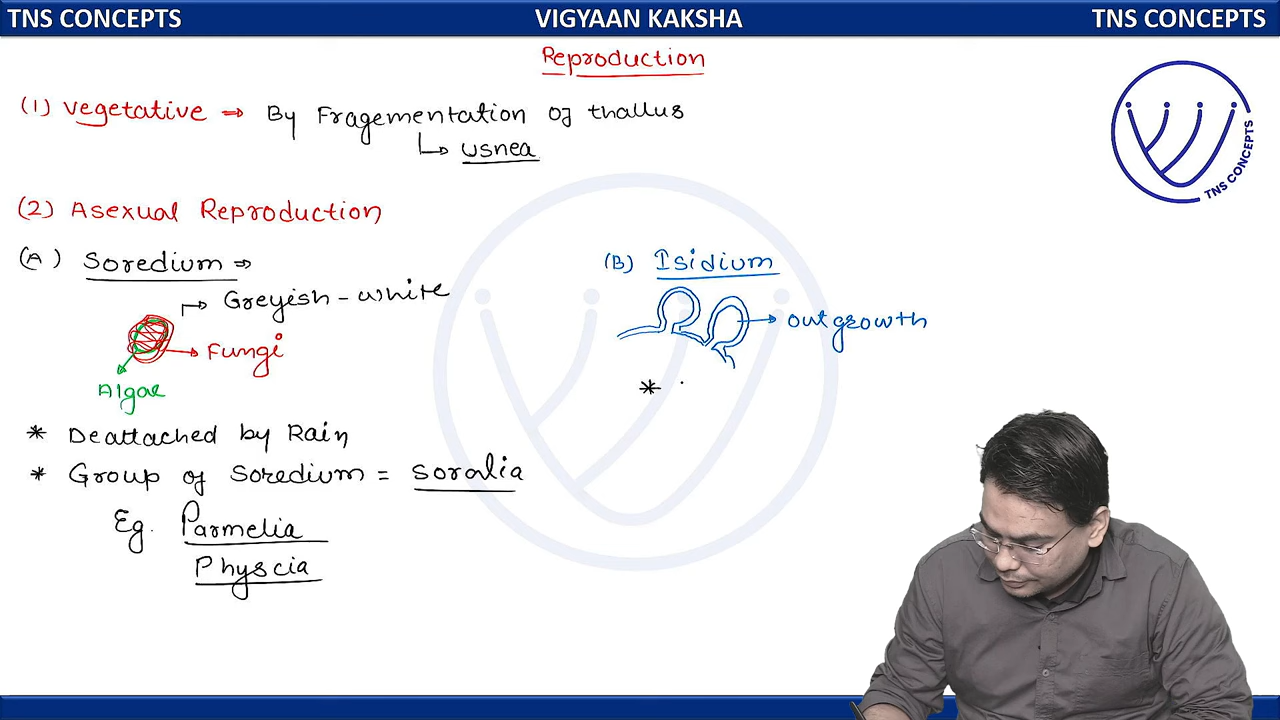 TNS CONCEPTS VIGYAAN KAKSHA TNS CONCEPTS
Reproduction
TNS CONCEPTS
(1) Vegetative ⇒ By Fragementation of thallus
↳ usnea
(2) Asexual Reproduction
(A) Soredium ⇒
Greyish-white
Fungi
Algae
* Deattached by Rain
* Group of Soredium = soralia
Eg. Parmelia
Physcia
(B) Isidium
outgrowth
*